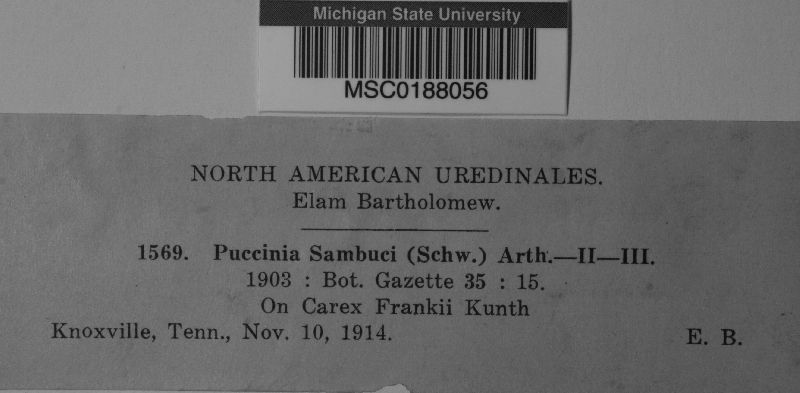 Michigan State University
MSC0188056
NORTH AMERICAN UREDINALES.
Elam Bartholomew.
1569. Puccinia Sambuci (Schw.) Arth.—II—III.
1903 : Bot. Gazette 35 : 15.
On Carex Frankii Kunth
Knoxville, Tenn., Nov. 10, 1914. E. B.